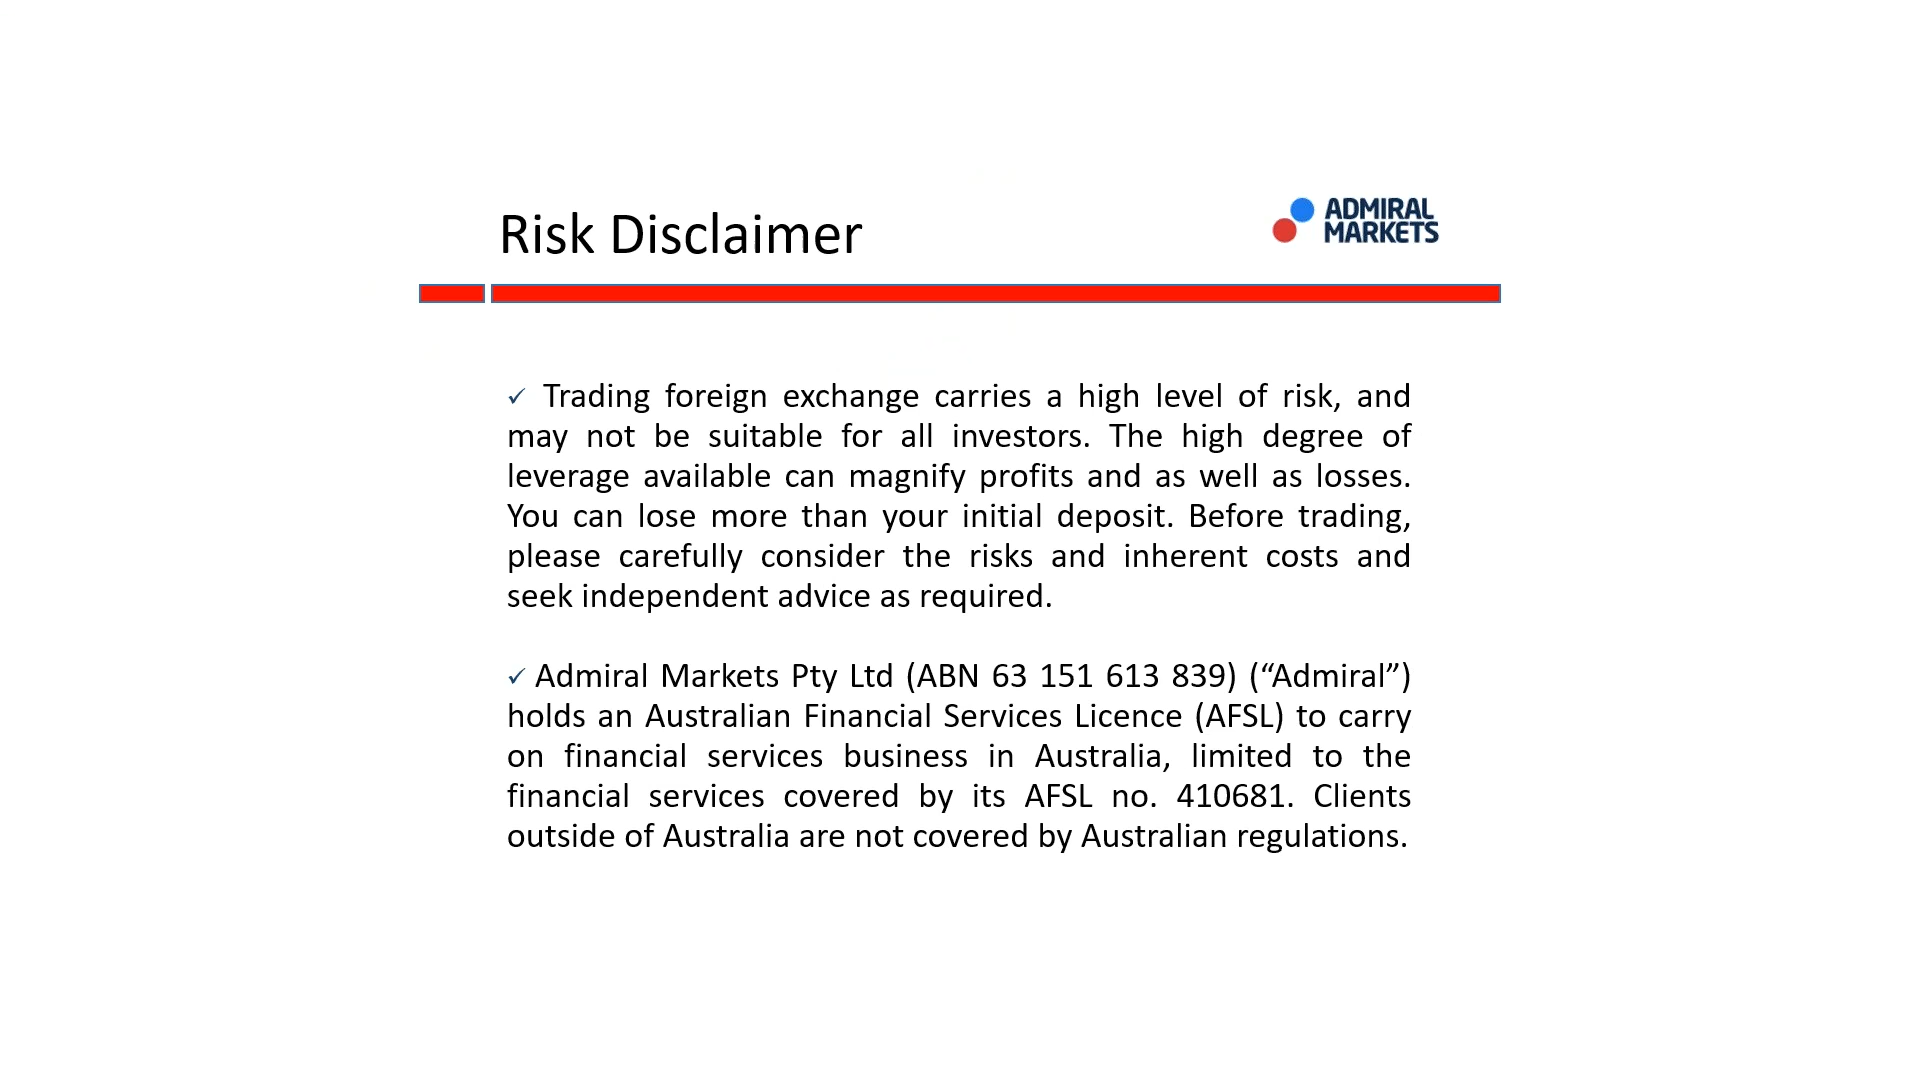 Risk Disclaimer
ADMIRAL
MARKETS
✓ Trading foreign exchange carries a high level of risk, and
may not be suitable for all investors. The high degree of
leverage available can magnify profits and as well as losses.
You can lose more than your initial deposit. Before trading,
please carefully consider the risks and inherent costs and
seek independent advice as required.
✓ Admiral Markets Pty Ltd (ABN 63 151 613 839) (“Admiral”)
holds an Australian Financial Services Licence (AFSL) to carry
on financial services business in Australia, limited to the
financial services covered by its AFSL no. 410681. Clients
outside of Australia are not covered by Australian regulations.